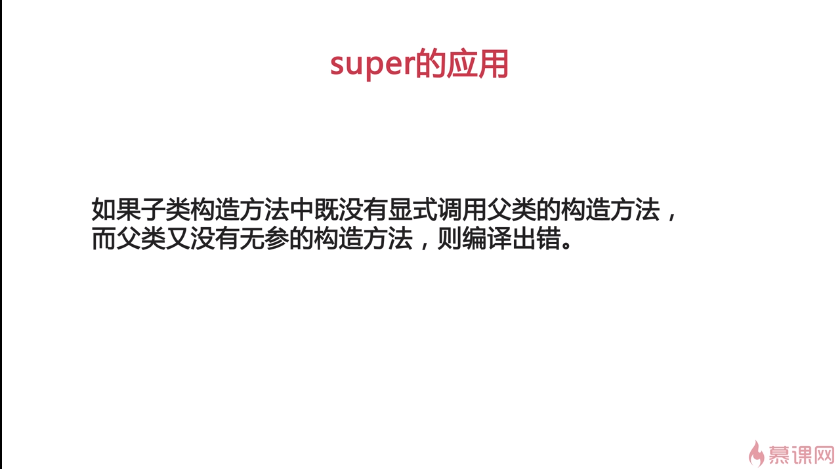 super的应用
如果子类构造方法中既没有显式调用父类的构造方法，
而父类又没有无参的构造方法，则编译出错。
慕课网